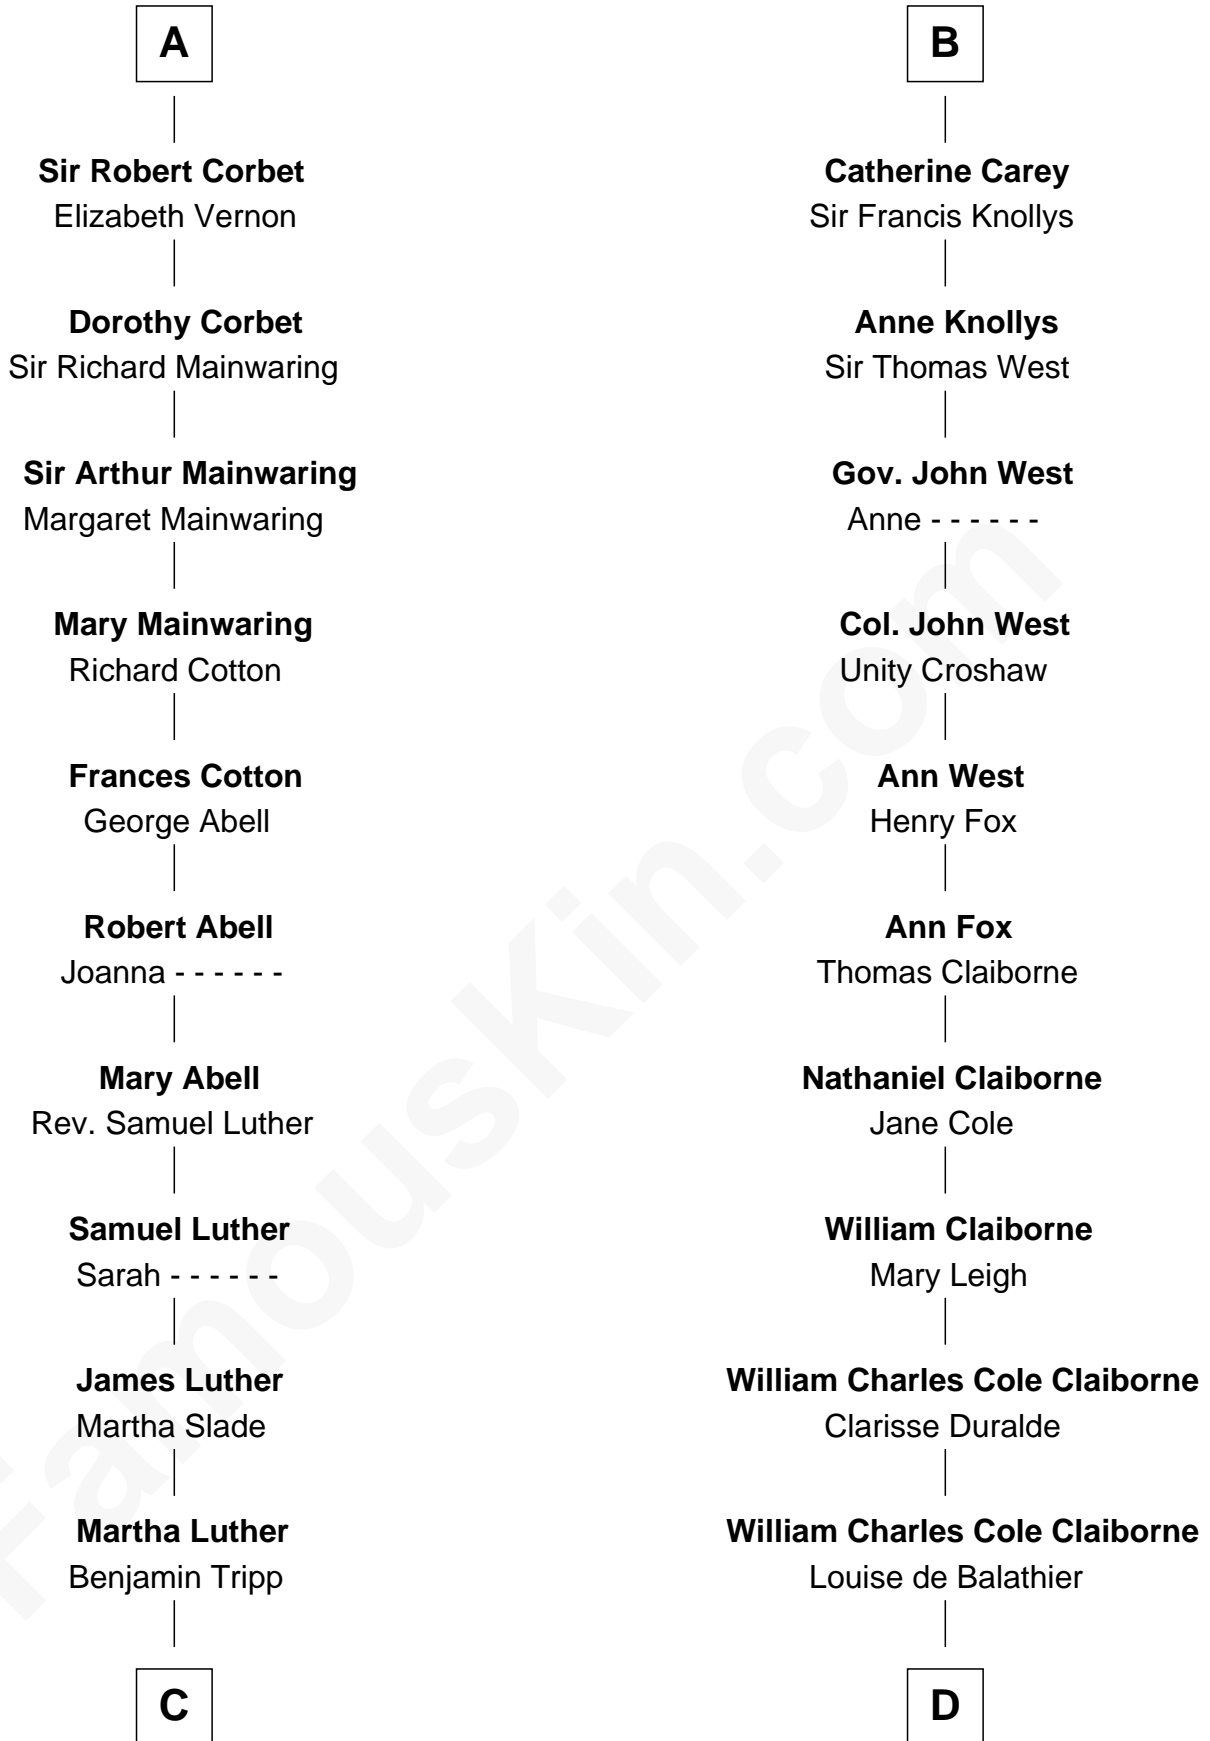 A
Sir Robert Corbet
Elizabeth Vernon
Dorothy Corbet
Sir Richard Mainwaring
Sir Arthur Mainwaring
Margaret Mainwaring
Mary Mainwaring
Richard Cotton
Frances Cotton
George Abell
Robert Abell
Joanna - - - - - -
Mary Abell
Rev. Samuel Luther
Samuel Luther
Sarah - - - - - -
James Luther
Martha Slade
Martha Luther
Benjamin Tripp
C
B
Catherine Carey
Sir Francis Knollys
Anne Knollys
Sir Thomas West
Gov. John West
Anne - - - - - -
Col. John West
Unity Croshaw
Ann West
Henry Fox
Ann Fox
Thomas Claiborne
Nathaniel Claiborne
Jane Cole
William Claiborne
Mary Leigh
William Charles Cole Claiborne
Clarisse Duralde
William Charles Cole Claiborne
Louise de Balathier
D
FamousKin.com